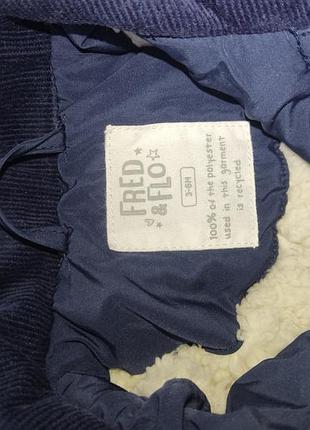 FRED
& FLO
3-6M
100% of the polyester
used in this garment
is recycled